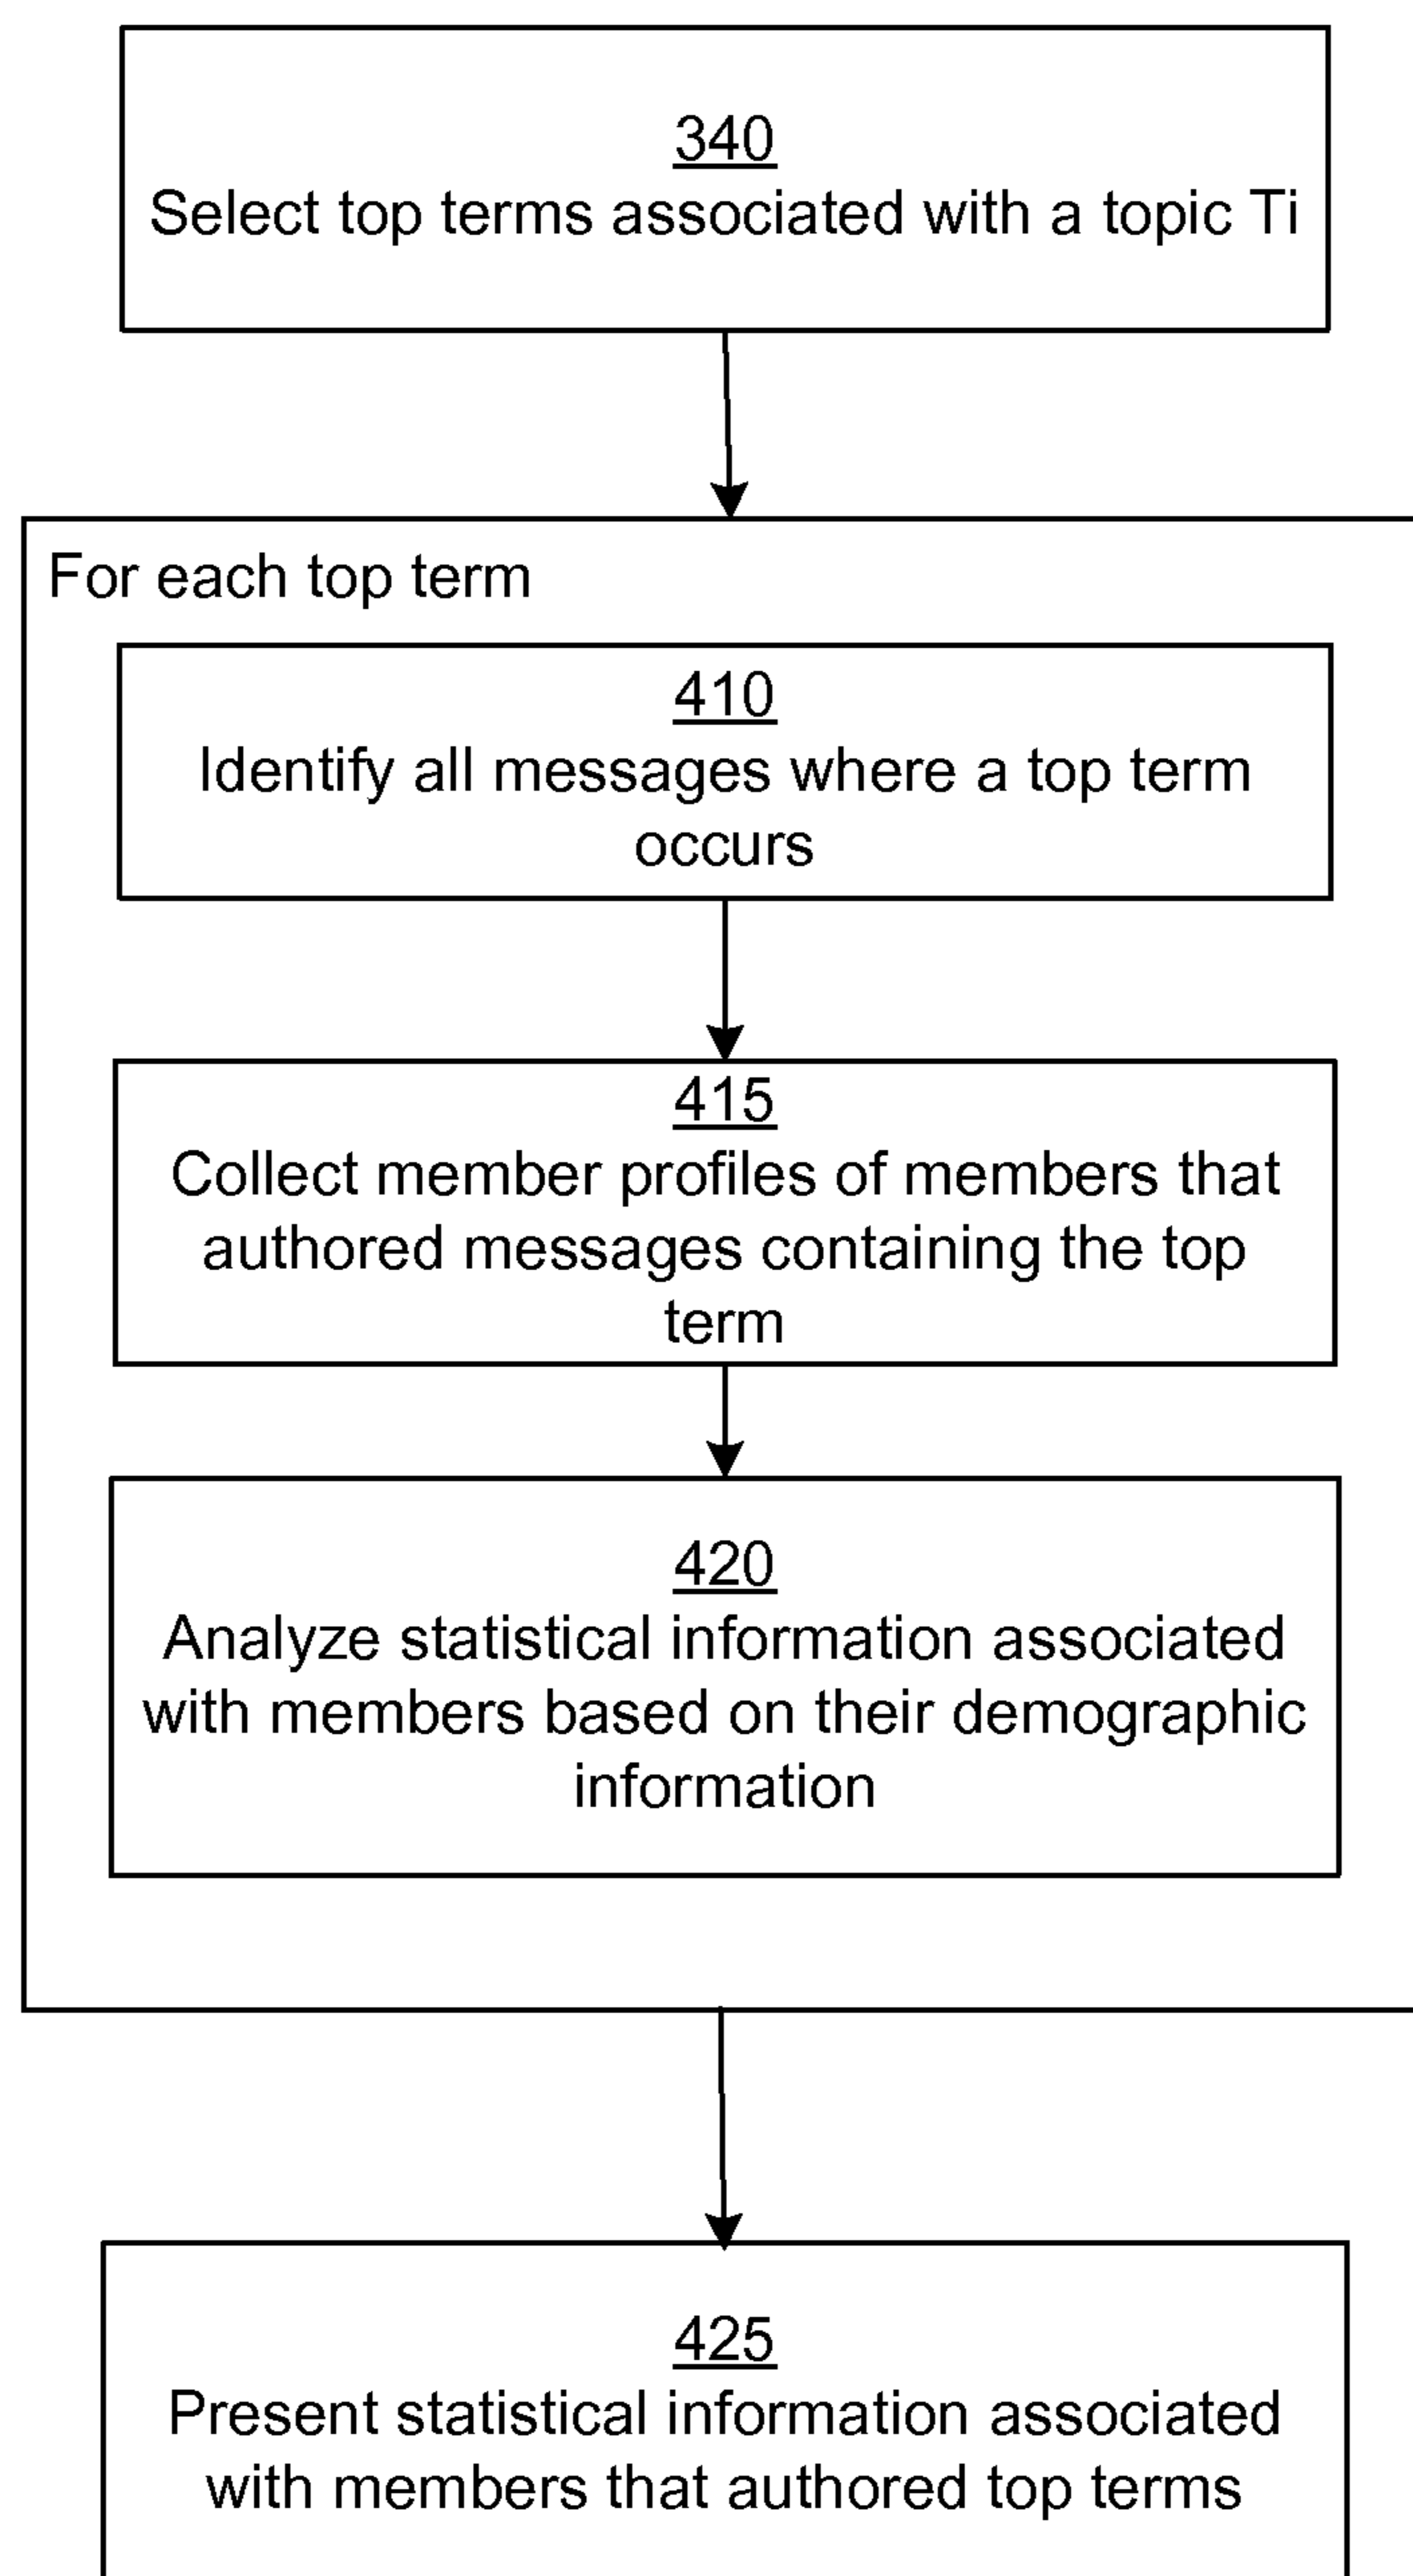 340
Select top terms associated with a topic Ti
For each top term
410
Identify all messages where a top term
occurs
415
Collect member profiles of members that
authored messages containing the top
term
420
Analyze statistical information associated
with members based on their demographic
information
425
Present statistical information associated
with members that authored top terms